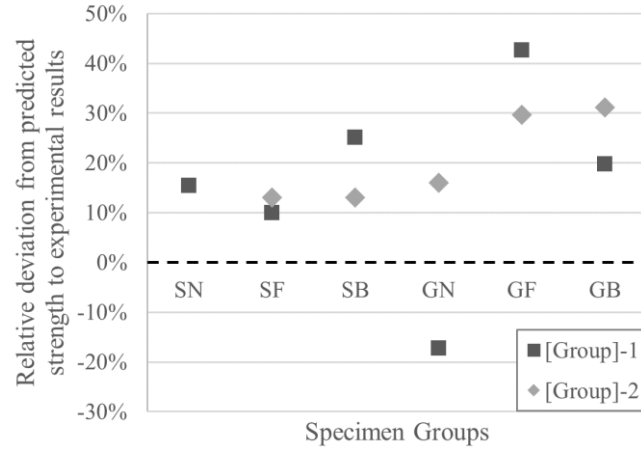 50%
40%
30%
20%
10%
0%
-10%
-20%
-30%
Relative deviation from predicted
strength to experimental results
SN SF SB GN GF GB
[Group]-1
[Group]-2
Specimen Groups